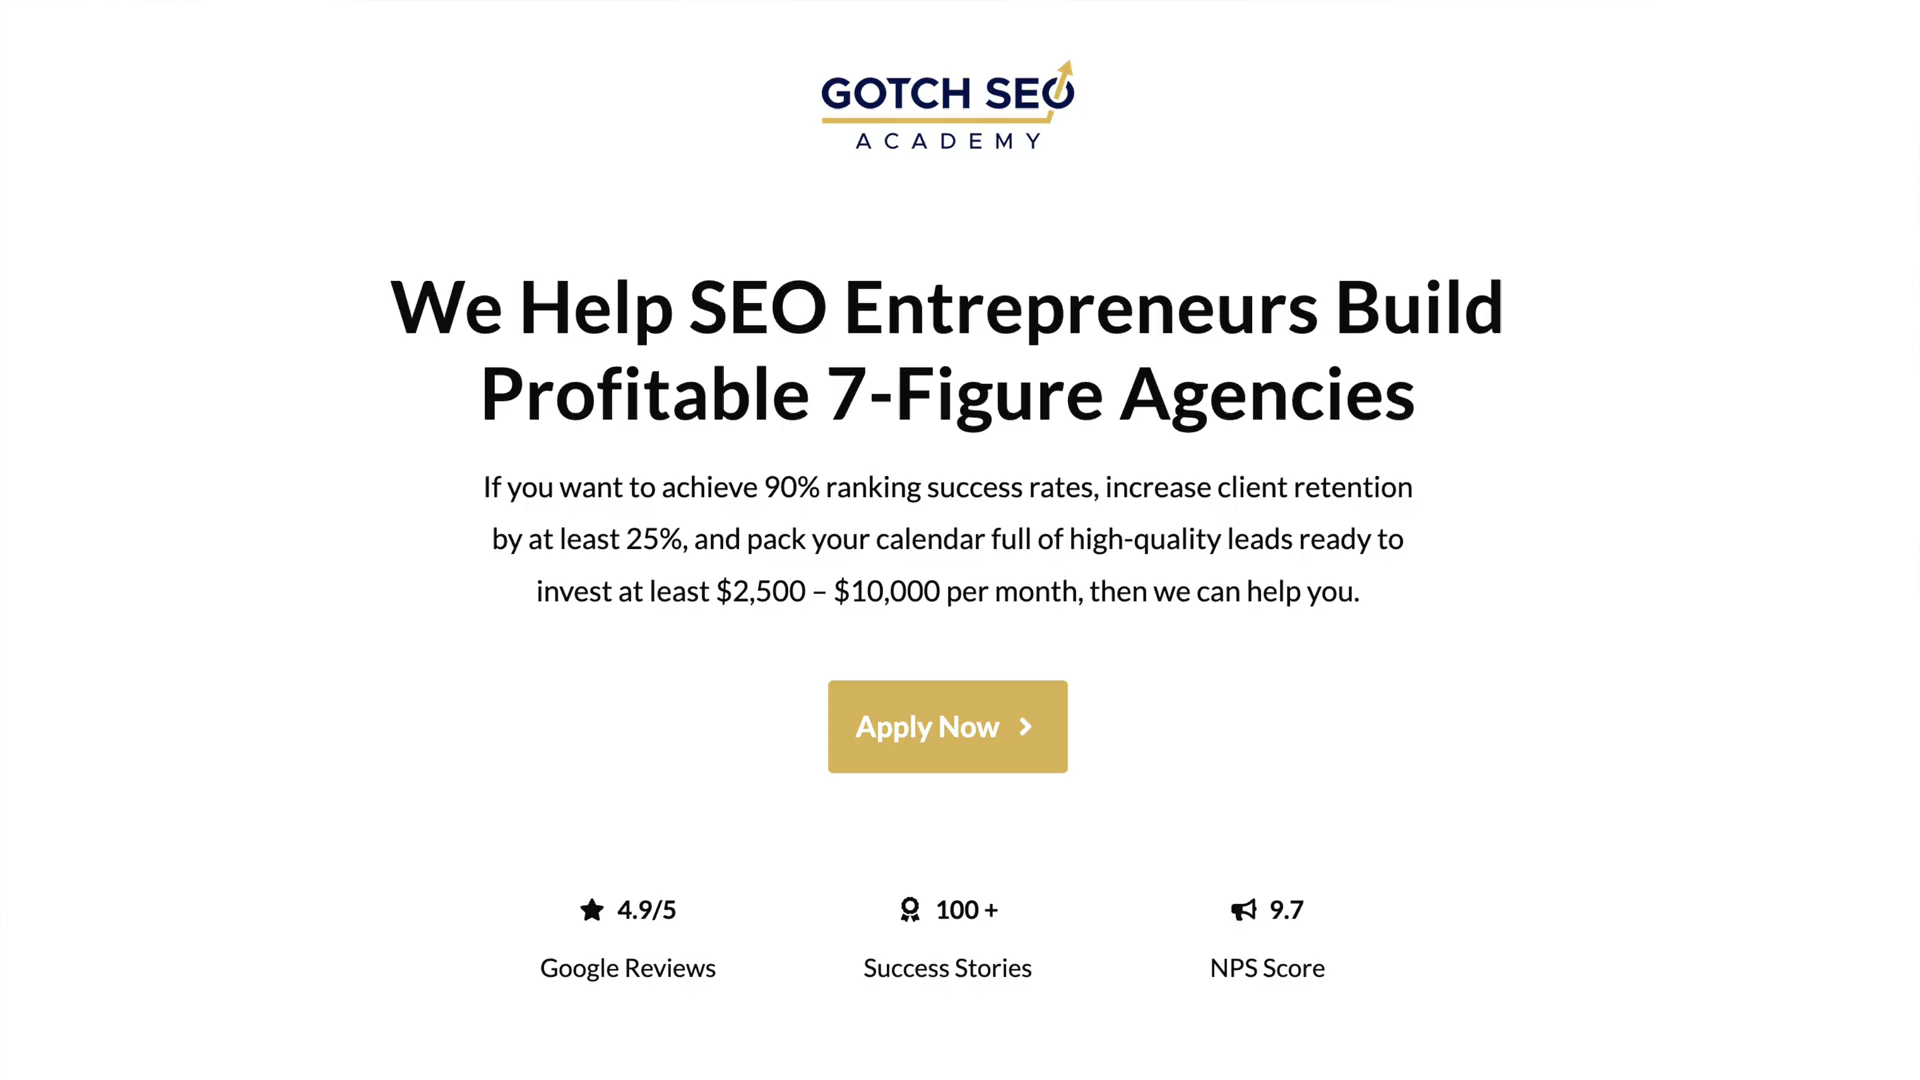 GOTCH SEO
ACADEMY
We Help SEO Entrepreneurs Build
Profitable 7-Figure Agencies
If you want to achieve 90% ranking success rates, increase client retention
by at least 25%, and pack your calendar full of high-quality leads ready to
invest at least $2,500 – $10,000 per month, then we can help you.
Apply Now
4.9/5
100 +
9.7
Google Reviews
Success Stories
NPS Score